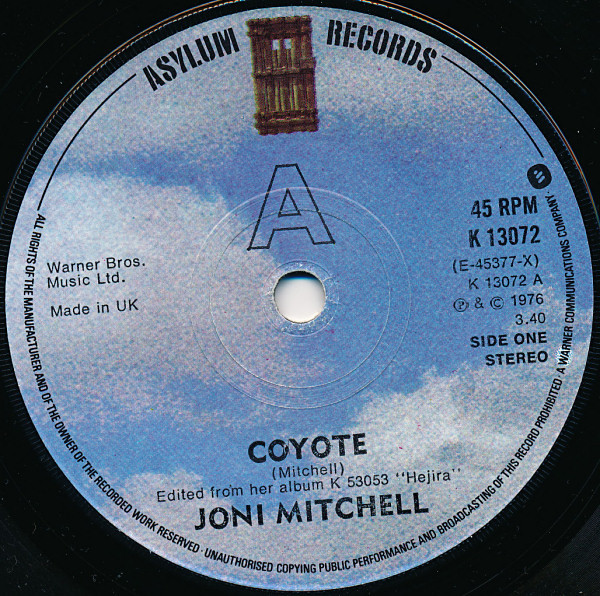 ASYLUM RECORDS
A
45 RPM
K 13072
(E-45377-X)
K 13072 A
Ⓟ & © 1976
3.40
SIDE ONE
STEREO
Warner Bros.
Music Ltd.
Made in UK
COYOTE
(Mitchell)
Edited from her album K 53053 "Hejira"
JONI MITCHELL
ALL RIGHTS OF THE MANUFACTURER AND OF THE OWNER OF THE RECORDED WORK RESERVED · UNAUTHORISED COPYING PUBLIC PERFORMANCE AND BROADCASTING OF THIS RECORD PROHIBITED · A WARNER COMMUNICATIONS COMPANY ·